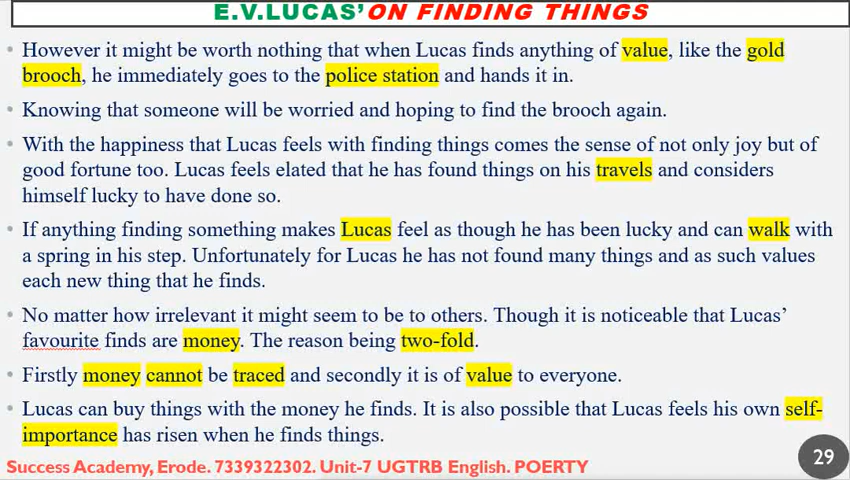 E.V.LUCAS’ON FINDING THINGS
• However it might be worth nothing that when Lucas finds anything of value, like the gold
brooch, he immediately goes to the police station and hands it in.
• Knowing that someone will be worried and hoping to find the brooch again.
• With the happiness that Lucas feels with finding things comes the sense of not only joy but of
good fortune too. Lucas feels elated that he has found things on his travels and considers
himself lucky to have done so.
• If anything finding something makes Lucas feel as though he has been lucky and can walk with
a spring in his step. Unfortunately for Lucas he has not found many things and as such values
each new thing that he finds.
• No matter how irrelevant it might seem to be to others. Though it is noticeable that Lucas’
favourite finds are money. The reason being two-fold.
• Firstly money cannot be traced and secondly it is of value to everyone.
• Lucas can buy things with the money he finds. It is also possible that Lucas feels his own self-
importance has risen when he finds things.
Success Academy, Erode. 7339322302. Unit-7 UGTRB English. POERTY
29